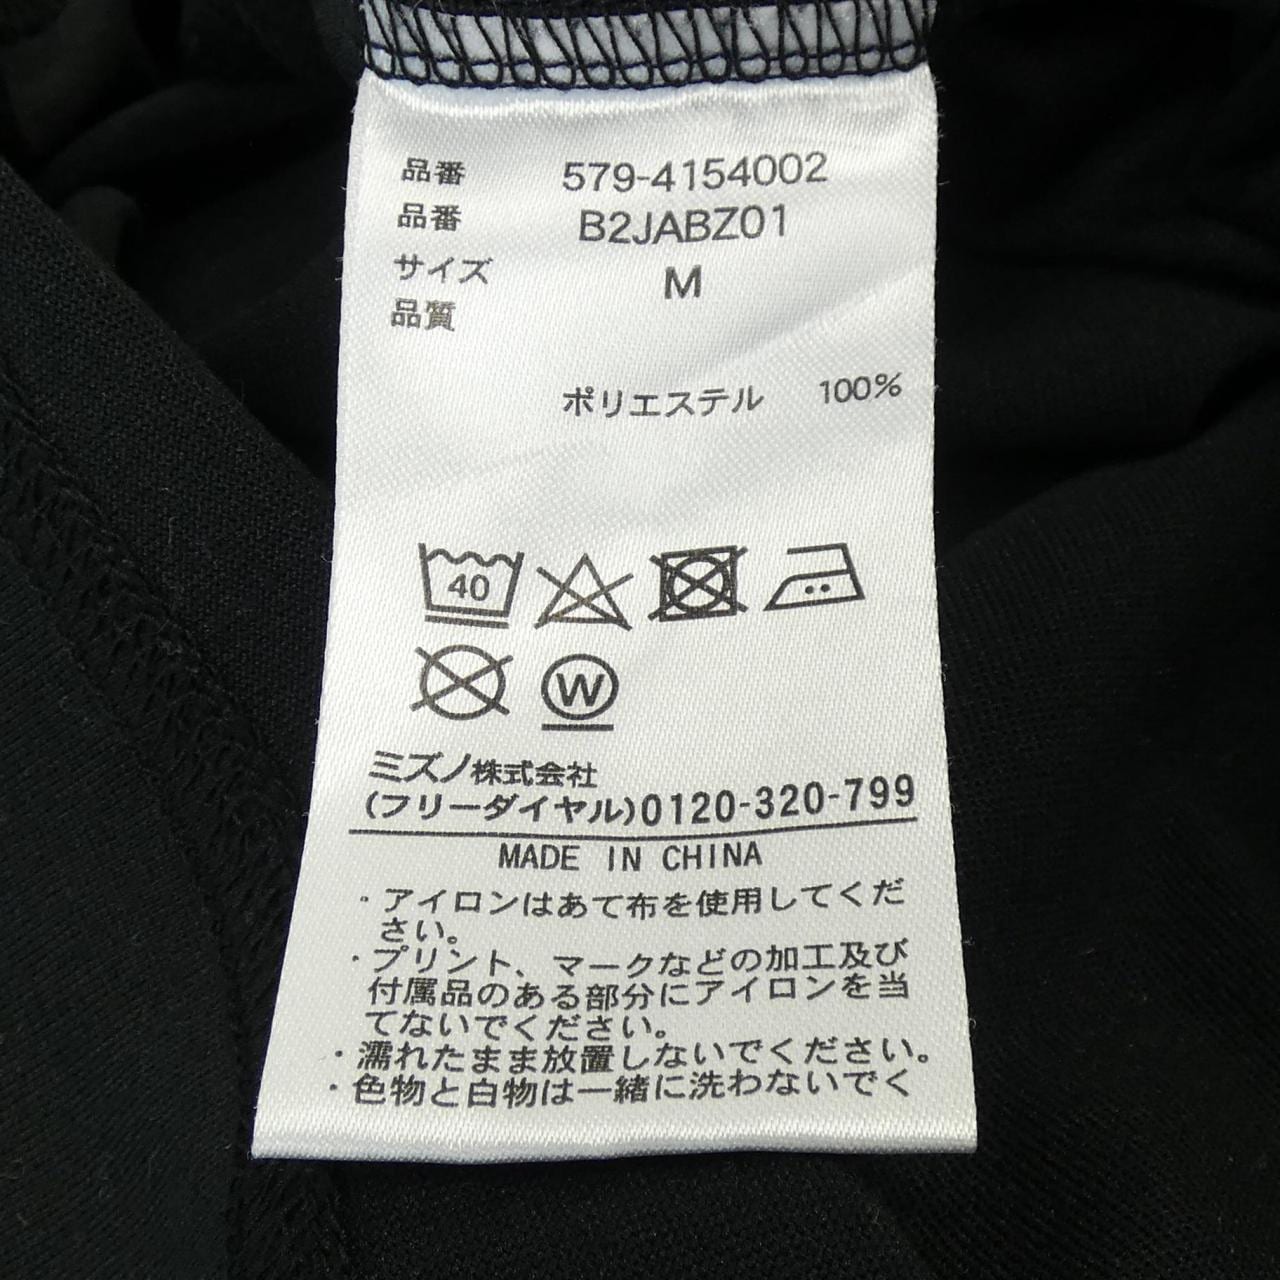 品番 579-4154002
品番 B2JABZ01
サイズ M
品質
ポリエステル 100%
40
W
ミズノ株式会社
(フリーダイヤル)0120-320-799
MADE IN CHINA
・アイロンはあて布を使用してくだ
さい。
・プリント、マークなどの加工及び
付属品のある部分にアイロンを当
てないでください。
・濡れたまま放置しないでください。
・色物と白物は一緒に洗わないでく